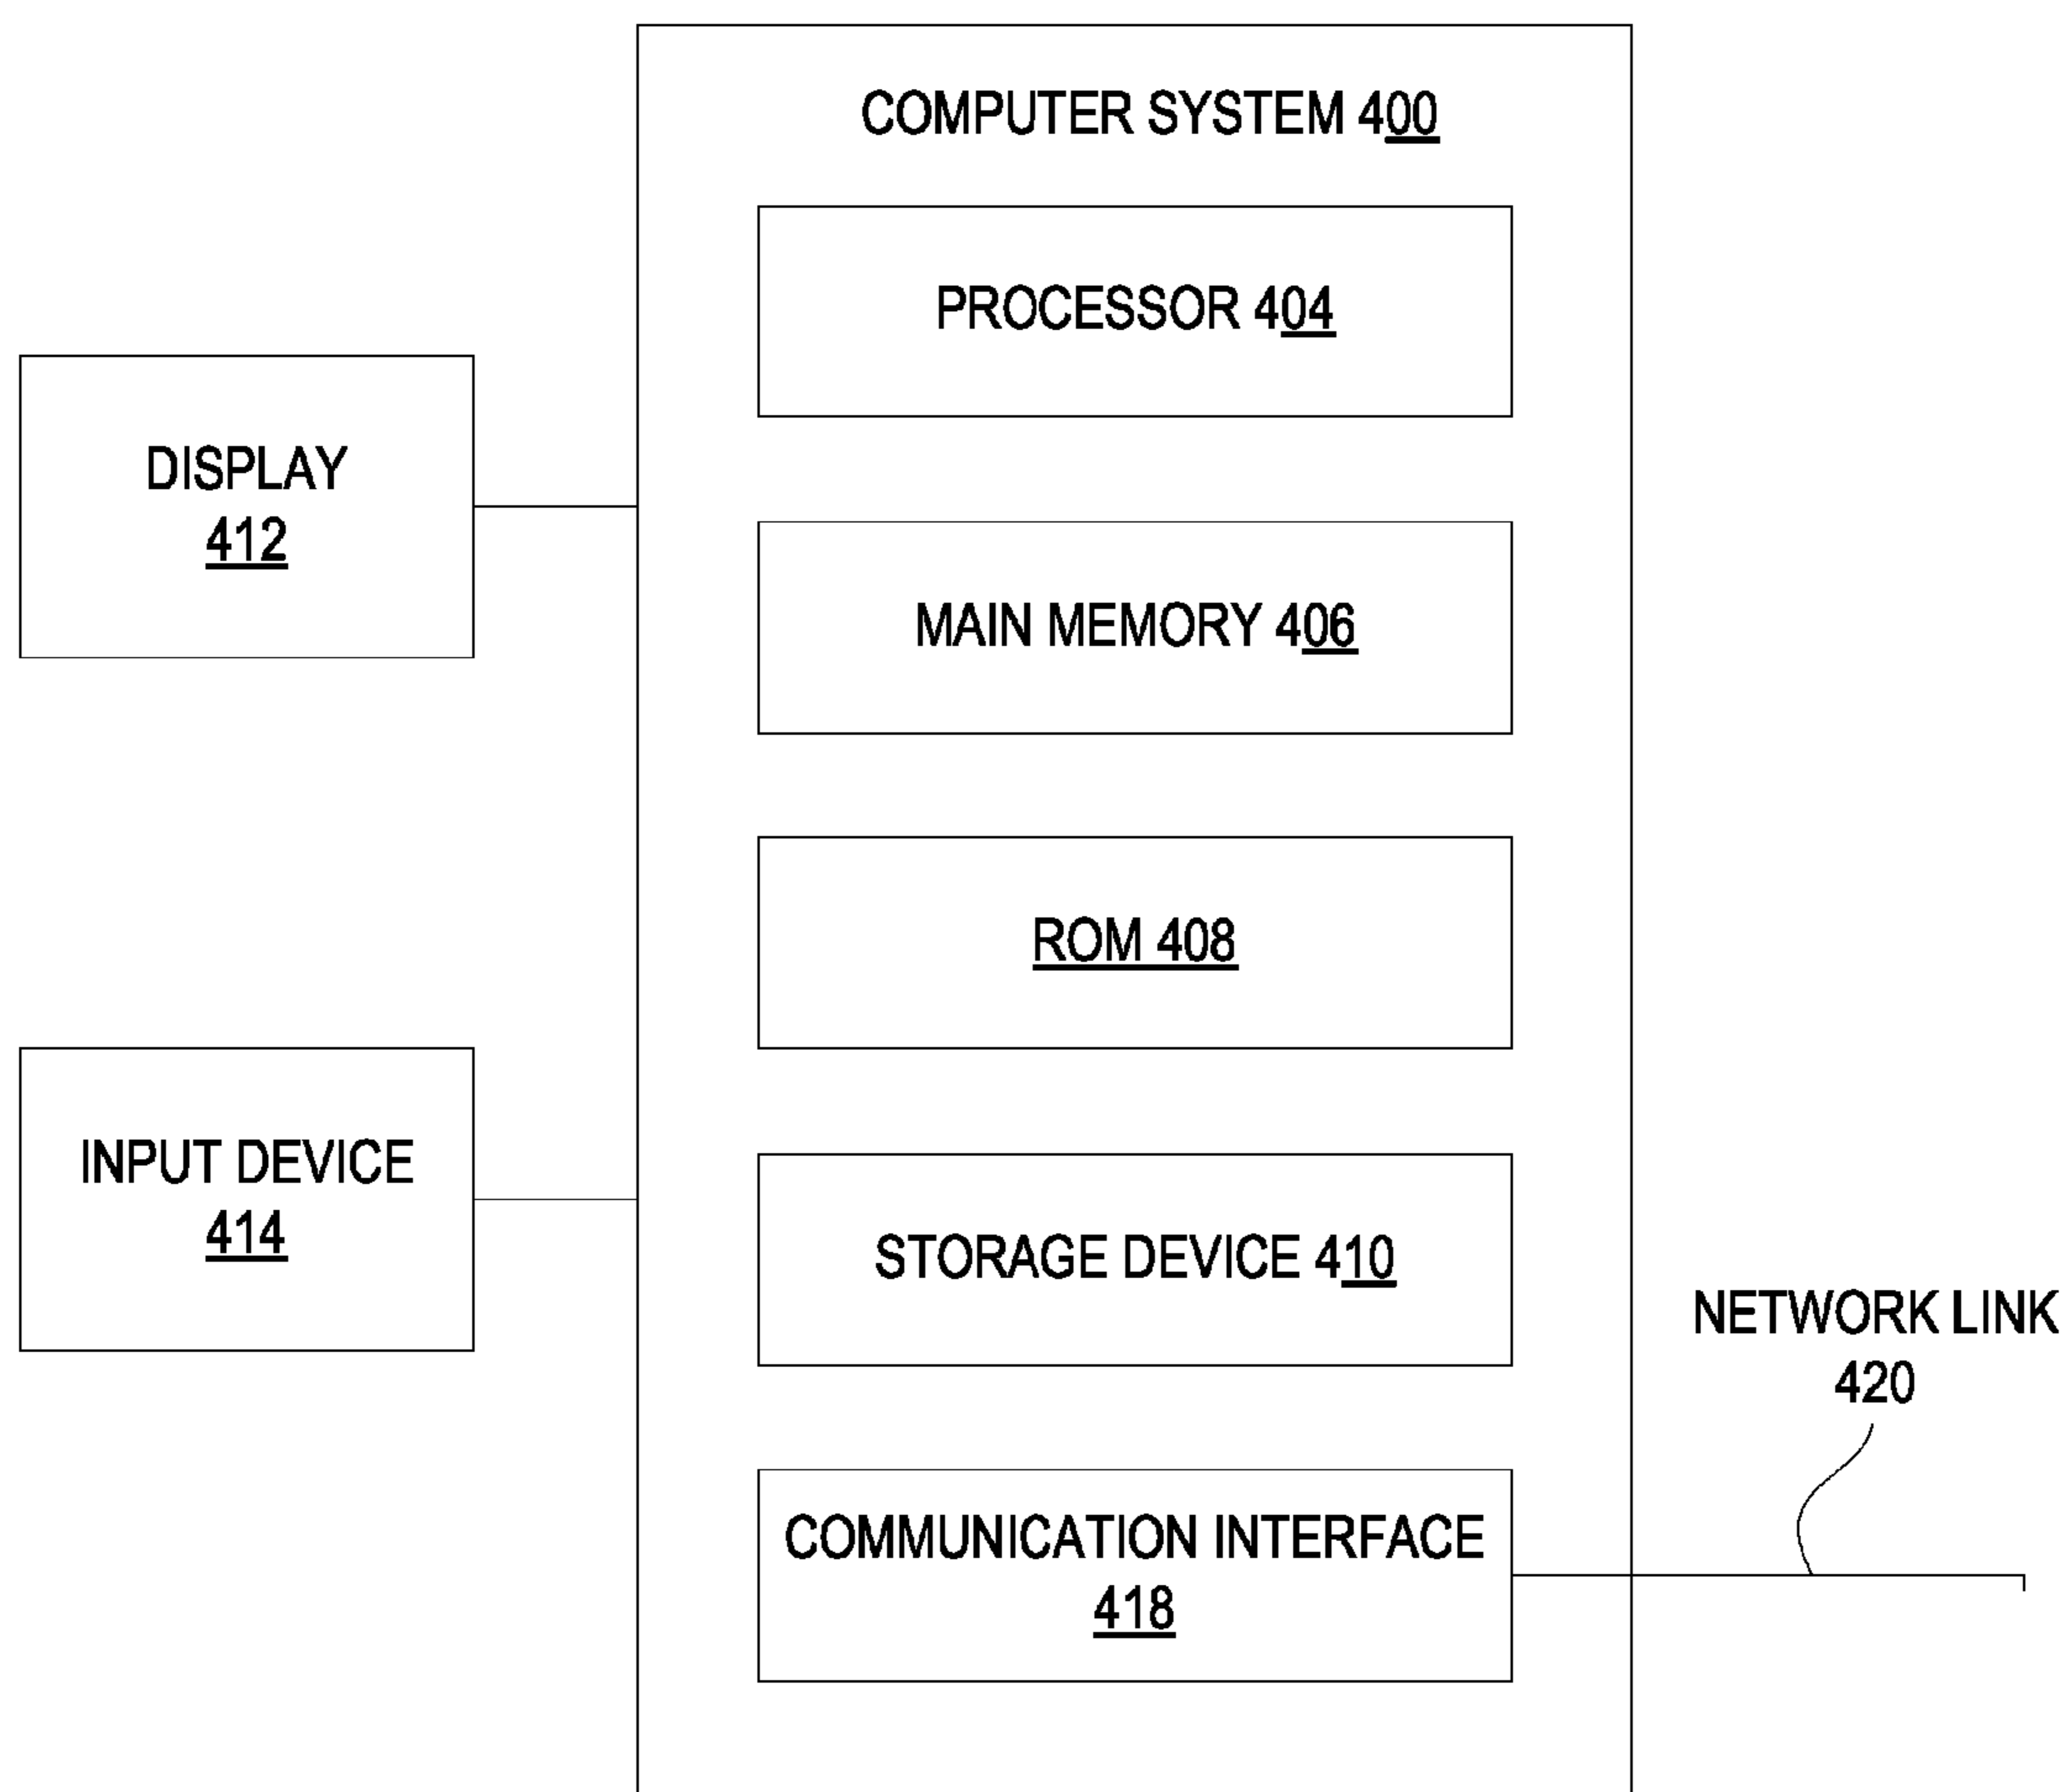 COMPUTER SYSTEM 400
PROCESSOR 404
DISPLAY
412
MAIN MEMORY 406
ROM 408
INPUT DEVICE
414
STORAGE DEVICE 410
NETWORK LINK
420
COMMUNICATION INTERFACE
418